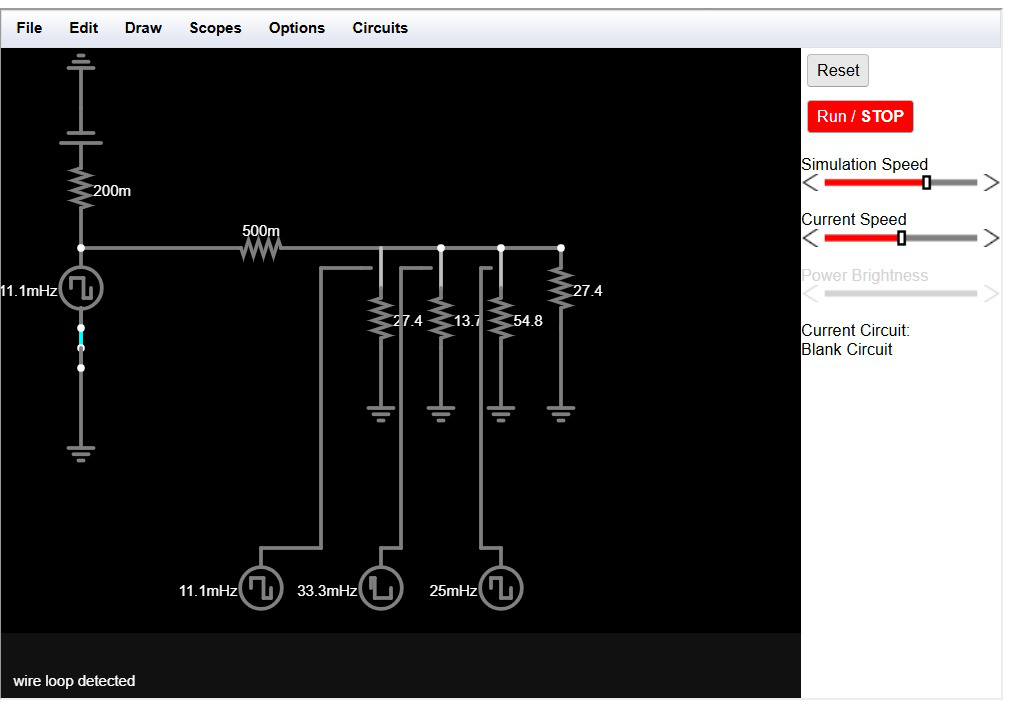 File Edit Draw Scopes Options Circuits
Reset
Run / STOP
Simulation Speed
Current Speed
Power Brightness
Current Circuit:
Blank Circuit
200m
500m
11.1mHz
27.4
13.7
54.8
27.4
11.1mHz
33.3mHz
25mHz
wire loop detected